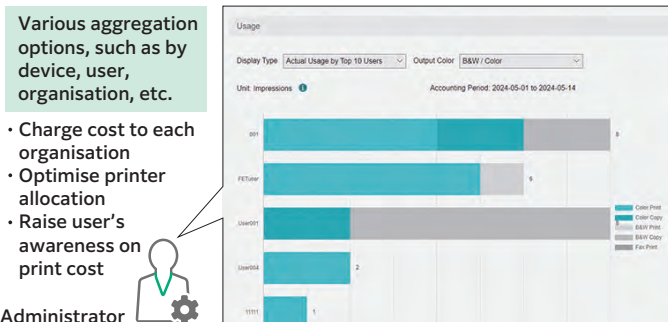 Various aggregation
options, such as by
device, user,
organisation, etc.
· Charge cost to each
organisation
· Optimise printer
allocation
· Raise user's
awareness on
print cost
Administrator
Usage
Display Type Actual Usage by Top 10 Users Output Color B&W / Color
Unit: Impressions Accounting Period: 2024-05-01 to 2024-05-14
001 8
FETuner 6
User001
User004 2
11111 1
Color Print
Color Copy
B&W Print
B&W Copy
Fax Print